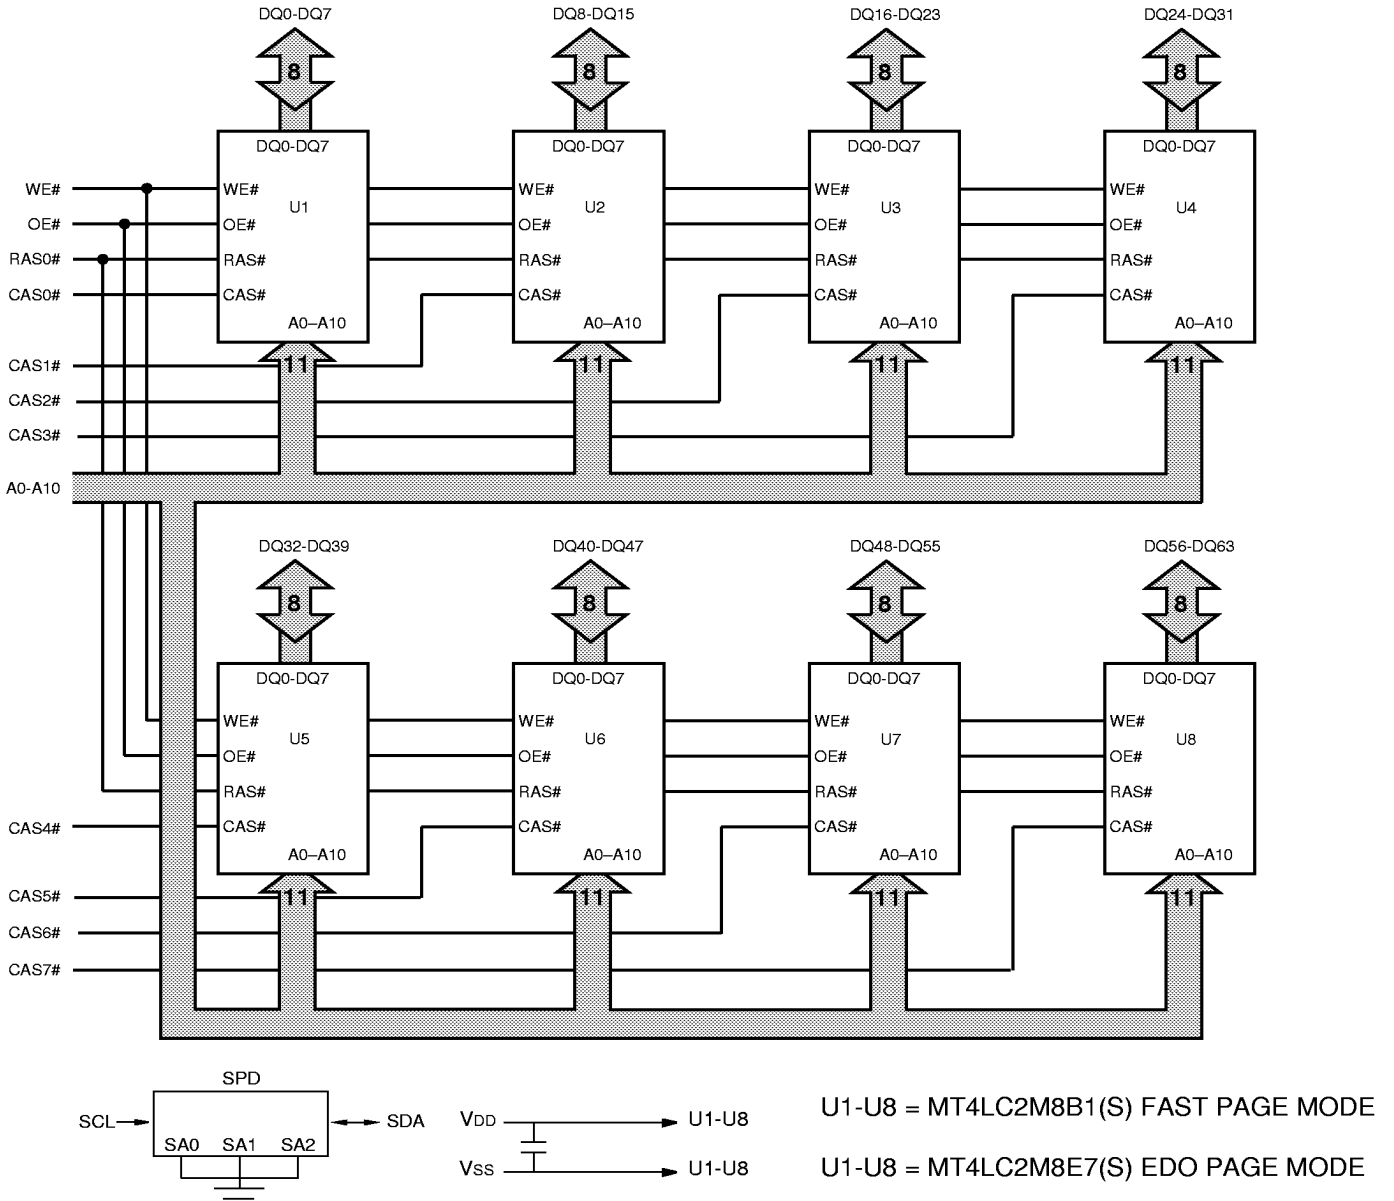 DQ0-DQ7 DQ8-DQ15 DQ16-DQ23 DQ24-DQ31
8 8 8 8
DQ0-DQ7 DQ0-DQ7 DQ0-DQ7 DQ0-DQ7
WE# WE# WE# WE# WE#
U1 U2 U3 U4
OE# OE# OE# OE# OE#
RAS0# RAS# RAS# RAS# RAS#
CAS0# CAS# CAS# CAS# CAS#
A0–A10 A0–A10 A0–A10 A0–A10
CAS1# 11 11 11 11
CAS2#
CAS3#
A0-A10
DQ32-DQ39 DQ40-DQ47 DQ48-DQ55 DQ56-DQ63
8 8 8 8
DQ0-DQ7 DQ0-DQ7 DQ0-DQ7 DQ0-DQ7
WE# WE# WE# WE#
U5 U6 U7 U8
OE# OE# OE# OE#
RAS# RAS# RAS# RAS#
CAS4# CAS# CAS# CAS# CAS#
A0–A10 A0–A10 A0–A10 A0–A10
CAS5# 11 11 11 11
CAS6#
CAS7#
SPD
SCL SDA
SA0 SA1 SA2
VDD U1-U8
VSS U1-U8
U1-U8 = MT4LC2M8B1(S) FAST PAGE MODE
U1-U8 = MT4LC2M8E7(S) EDO PAGE MODE